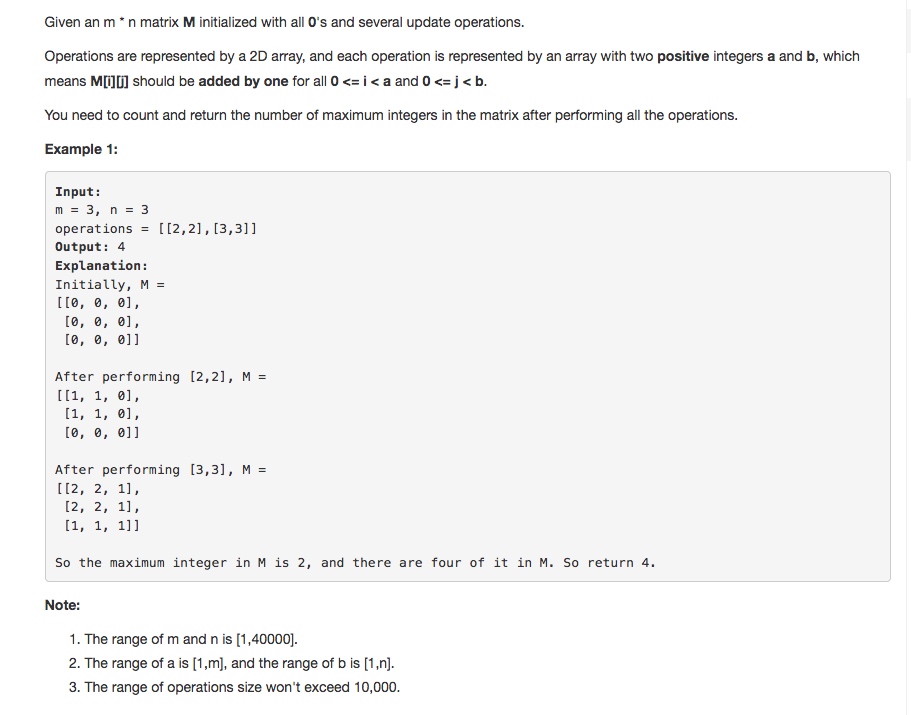 Given an m * n matrix M initialized with all 0's and several update operations.
Operations are represented by a 2D array, and each operation is represented by an array with two positive integers a and b, which
means M[i][j] should be added by one for all 0 <= i < a and 0 <= j < b.
You need to count and return the number of maximum integers in the matrix after performing all the operations.
Example 1:
Input:
m = 3, n = 3
operations = [[2,2],[3,3]]
Output: 4
Explanation:
Initially, M =
[[0, 0, 0],
 [0, 0, 0],
 [0, 0, 0]]
After performing [2,2], M =
[[1, 1, 0],
 [1, 1, 0],
 [0, 0, 0]]
After performing [3,3], M =
[[2, 2, 1],
 [2, 2, 1],
 [1, 1, 1]]
So the maximum integer in M is 2, and there are four of it in M. So return 4.
Note:
1. The range of m and n is [1,40000].
2. The range of a is [1,m], and the range of b is [1,n].
3. The range of operations size won't exceed 10,000.